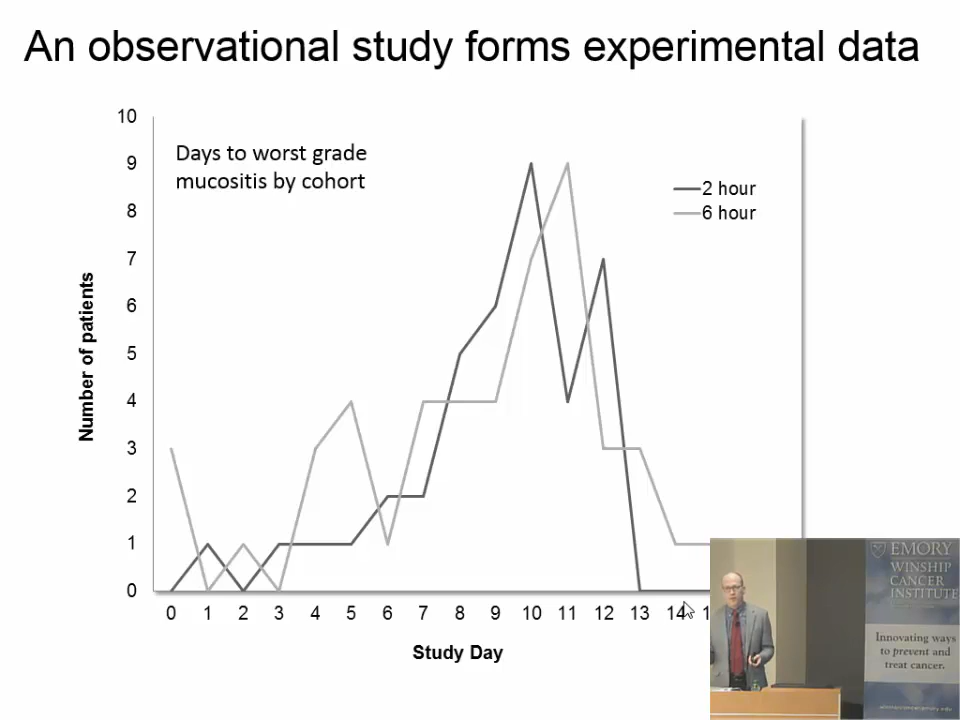 An observational study forms experimental data
Days to worst grade
mucositis by cohort
2 hour
6 hour
Number of patients
10
9
8
7
6
5
4
3
2
1
0
0 1 2 3 4 5 6 7 8 9 10 11 12 13 14 1
Study Day
EMORY
WINSHIP
CANCER
INSTITUTE
Innovating ways
to prevent and
treat cancer.